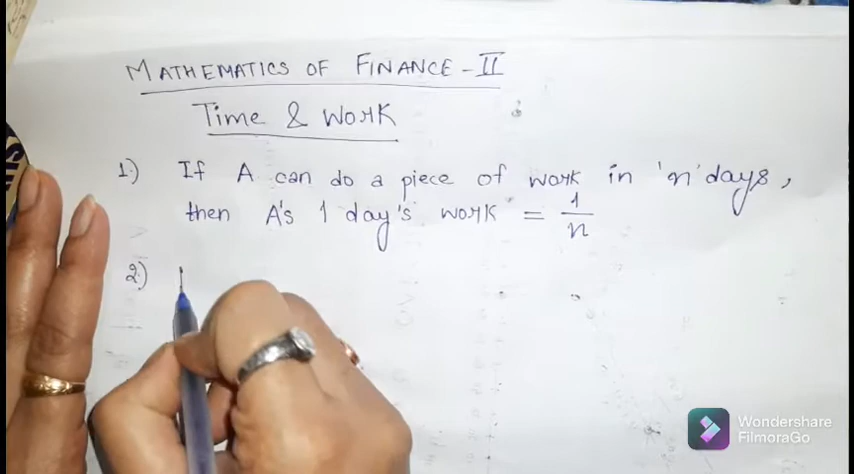 MATHEMATICS OF FINANCE - II
Time & Work
1.) If A can do a piece of work in 'n' days,
then A's 1 day's work = 1/n
2.)
Wondershare
FilmoraGo